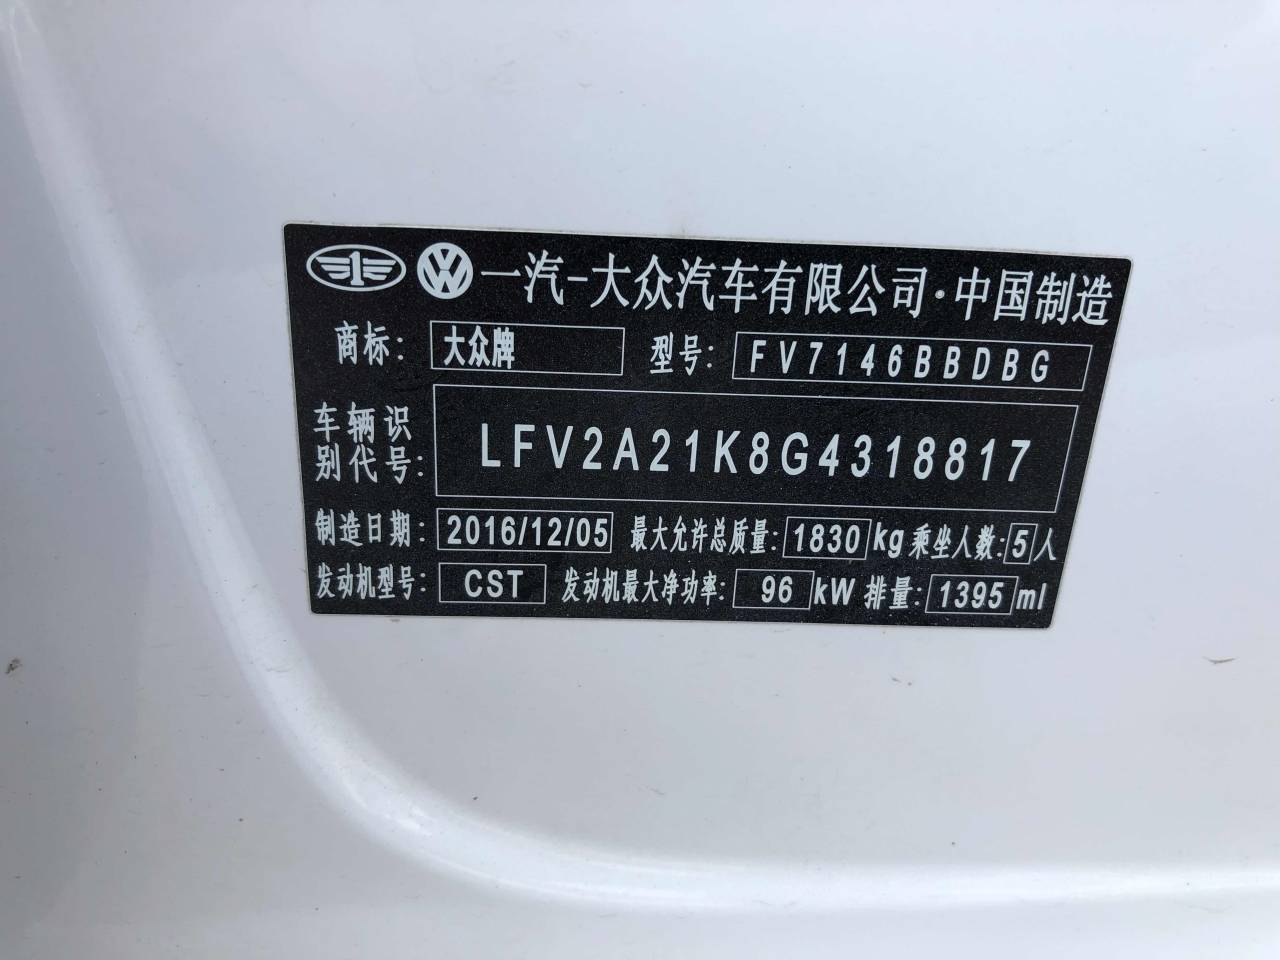 一汽-大众汽车有限公司·中国制造
商标: 大众牌 型号: FV7146BBDBG
车辆识
别代号: LFV2A21K8G4318817
制造日期: 2016/12/05 最大允许总质量: 1830 kg 乘坐人数: 5 人
发动机型号: CST 发动机最大净功率: 96 kW 排量: 1395 ml